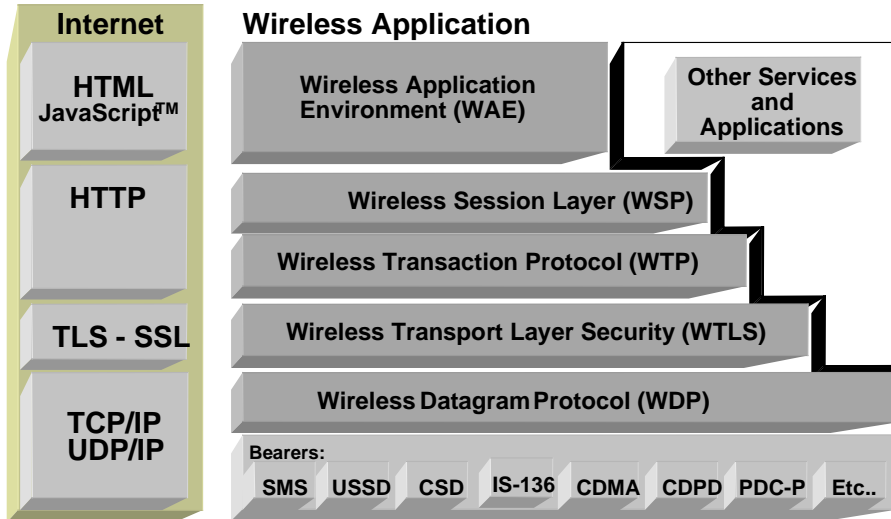 Internet
HTML
JavaScript™
HTTP
TLS - SSL
TCP/IP
UDP/IP
Wireless Application
Wireless Application
Environment (WAE)
Other Services
and
Applications
Wireless Session Layer (WSP)
Wireless Transaction Protocol (WTP)
Wireless Transport Layer Security (WTLS)
Wireless Datagram Protocol (WDP)
Bearers:
SMS USSD CSD IS-136 CDMA CDPD PDC-P Etc..